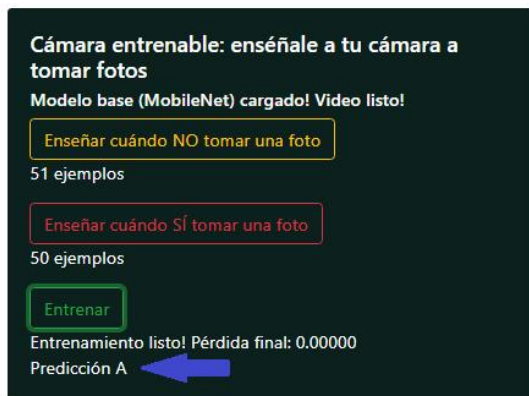 Cámara entrenable: enséñale a tu cámara a
tomar fotos
Modelo base (MobileNet) cargado! Video listo!
Enseñar cuándo NO tomar una foto
51 ejemplos
Enseñar cuándo SÍ tomar una foto
50 ejemplos
Entrenar
Entrenamiento listo! Pérdida final: 0.00000
Predicción A